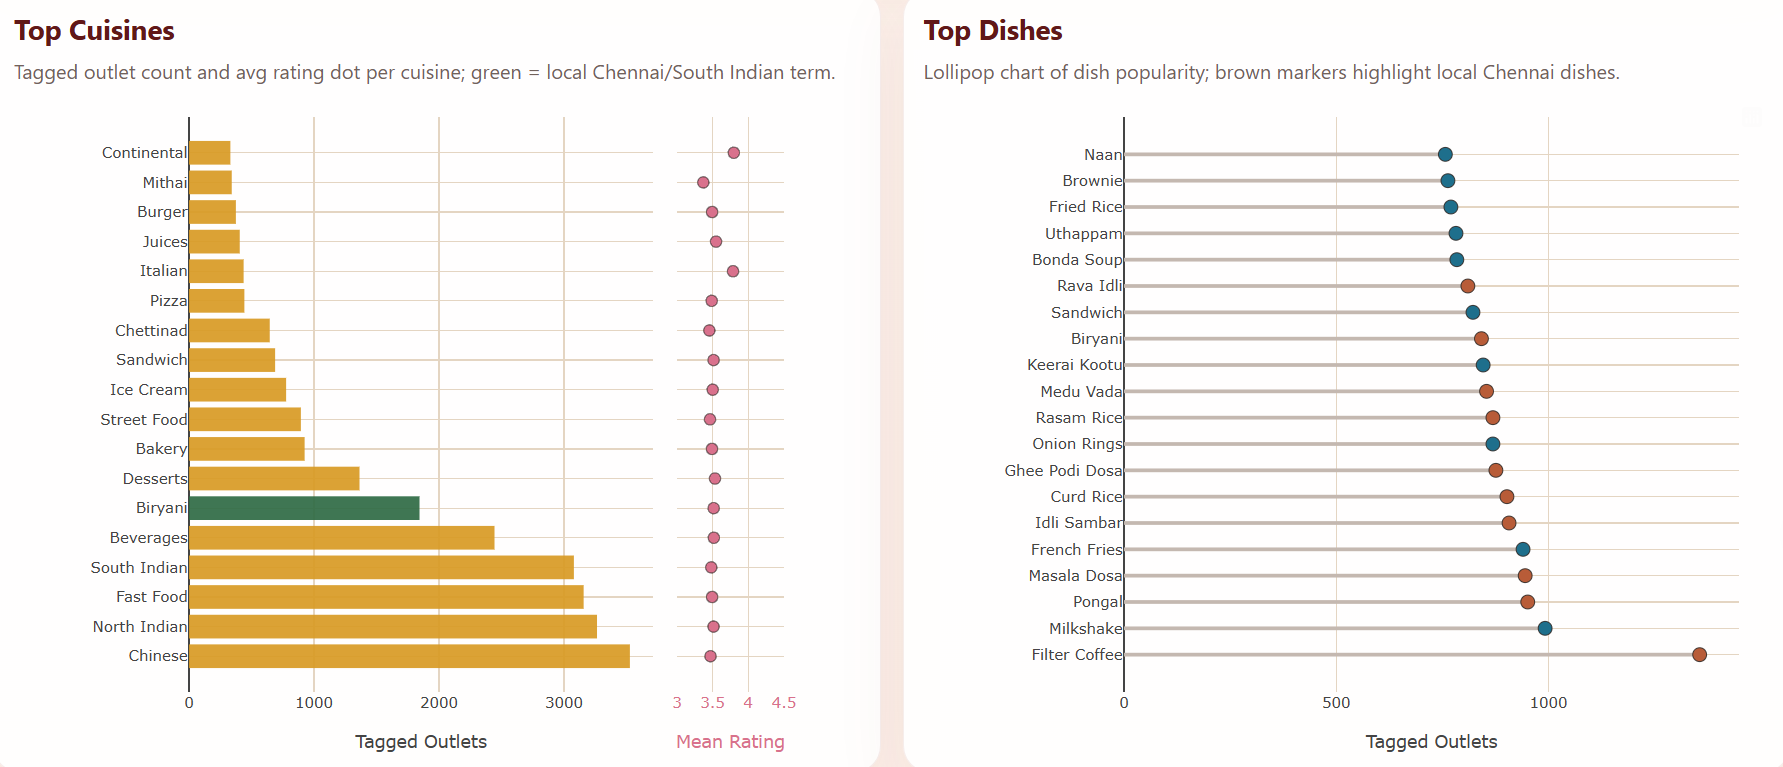 Top Cuisines
Tagged outlet count and avg rating dot per cuisine; green = local Chennai/South Indian term.
Continental
Mithai
Burger
Juices
Italian
Pizza
Chettinad
Sandwich
Ice Cream
Street Food
Bakery
Desserts
Biryani
Beverages
South Indian
Fast Food
North Indian
Chinese
0 1000 2000 3000 3 3.5 4 4.5
Tagged Outlets Mean Rating
Top Dishes
Lollipop chart of dish popularity; brown markers highlight local Chennai dishes.
Naan
Brownie
Fried Rice
Uthappam
Bonda Soup
Rava Idli
Sandwich
Biryani
Keerai Kootu
Medu Vada
Rasam Rice
Onion Rings
Ghee Podi Dosa
Curd Rice
Idli Sambar
French Fries
Masala Dosa
Pongal
Milkshake
Filter Coffee
0 500 1000
Tagged Outlets